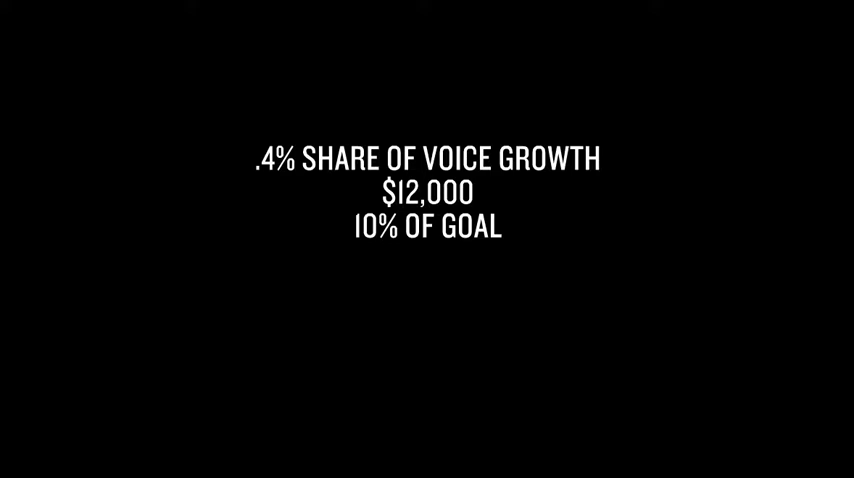 .4% SHARE OF VOICE GROWTH
$12,000
10% OF GOAL